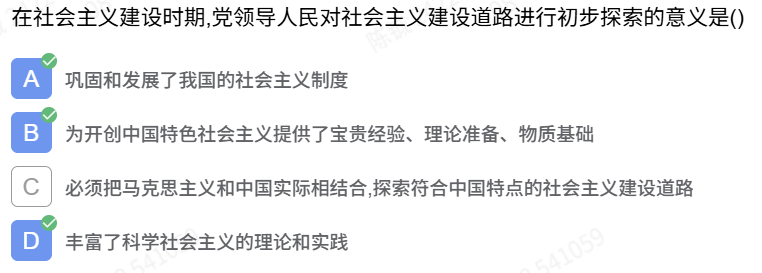 在社会主义建设时期,党领导人民对社会主义建设道路进行初步探索的意义是()
A 巩固和发展了我国的社会主义制度
B 为开创中国特色社会主义提供了宝贵经验、理论准备、物质基础
C 必须把马克思主义和中国实际相结合,探索符合中国特点的社会主义建设道路
D 丰富了科学社会主义的理论和实践